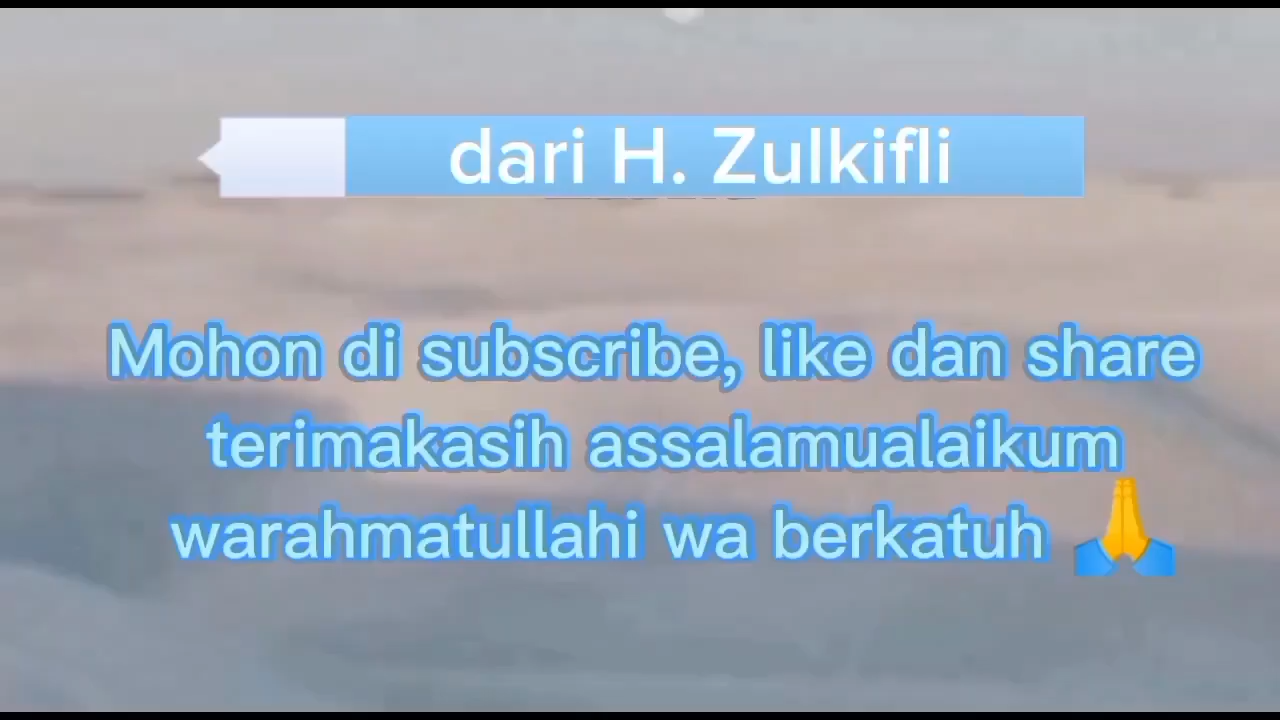 dari H. Zulkifli
Mohon di subscribe, like dan share
terimakasih assalamualaikum
warahmatullahi wa berkatuh 🙏